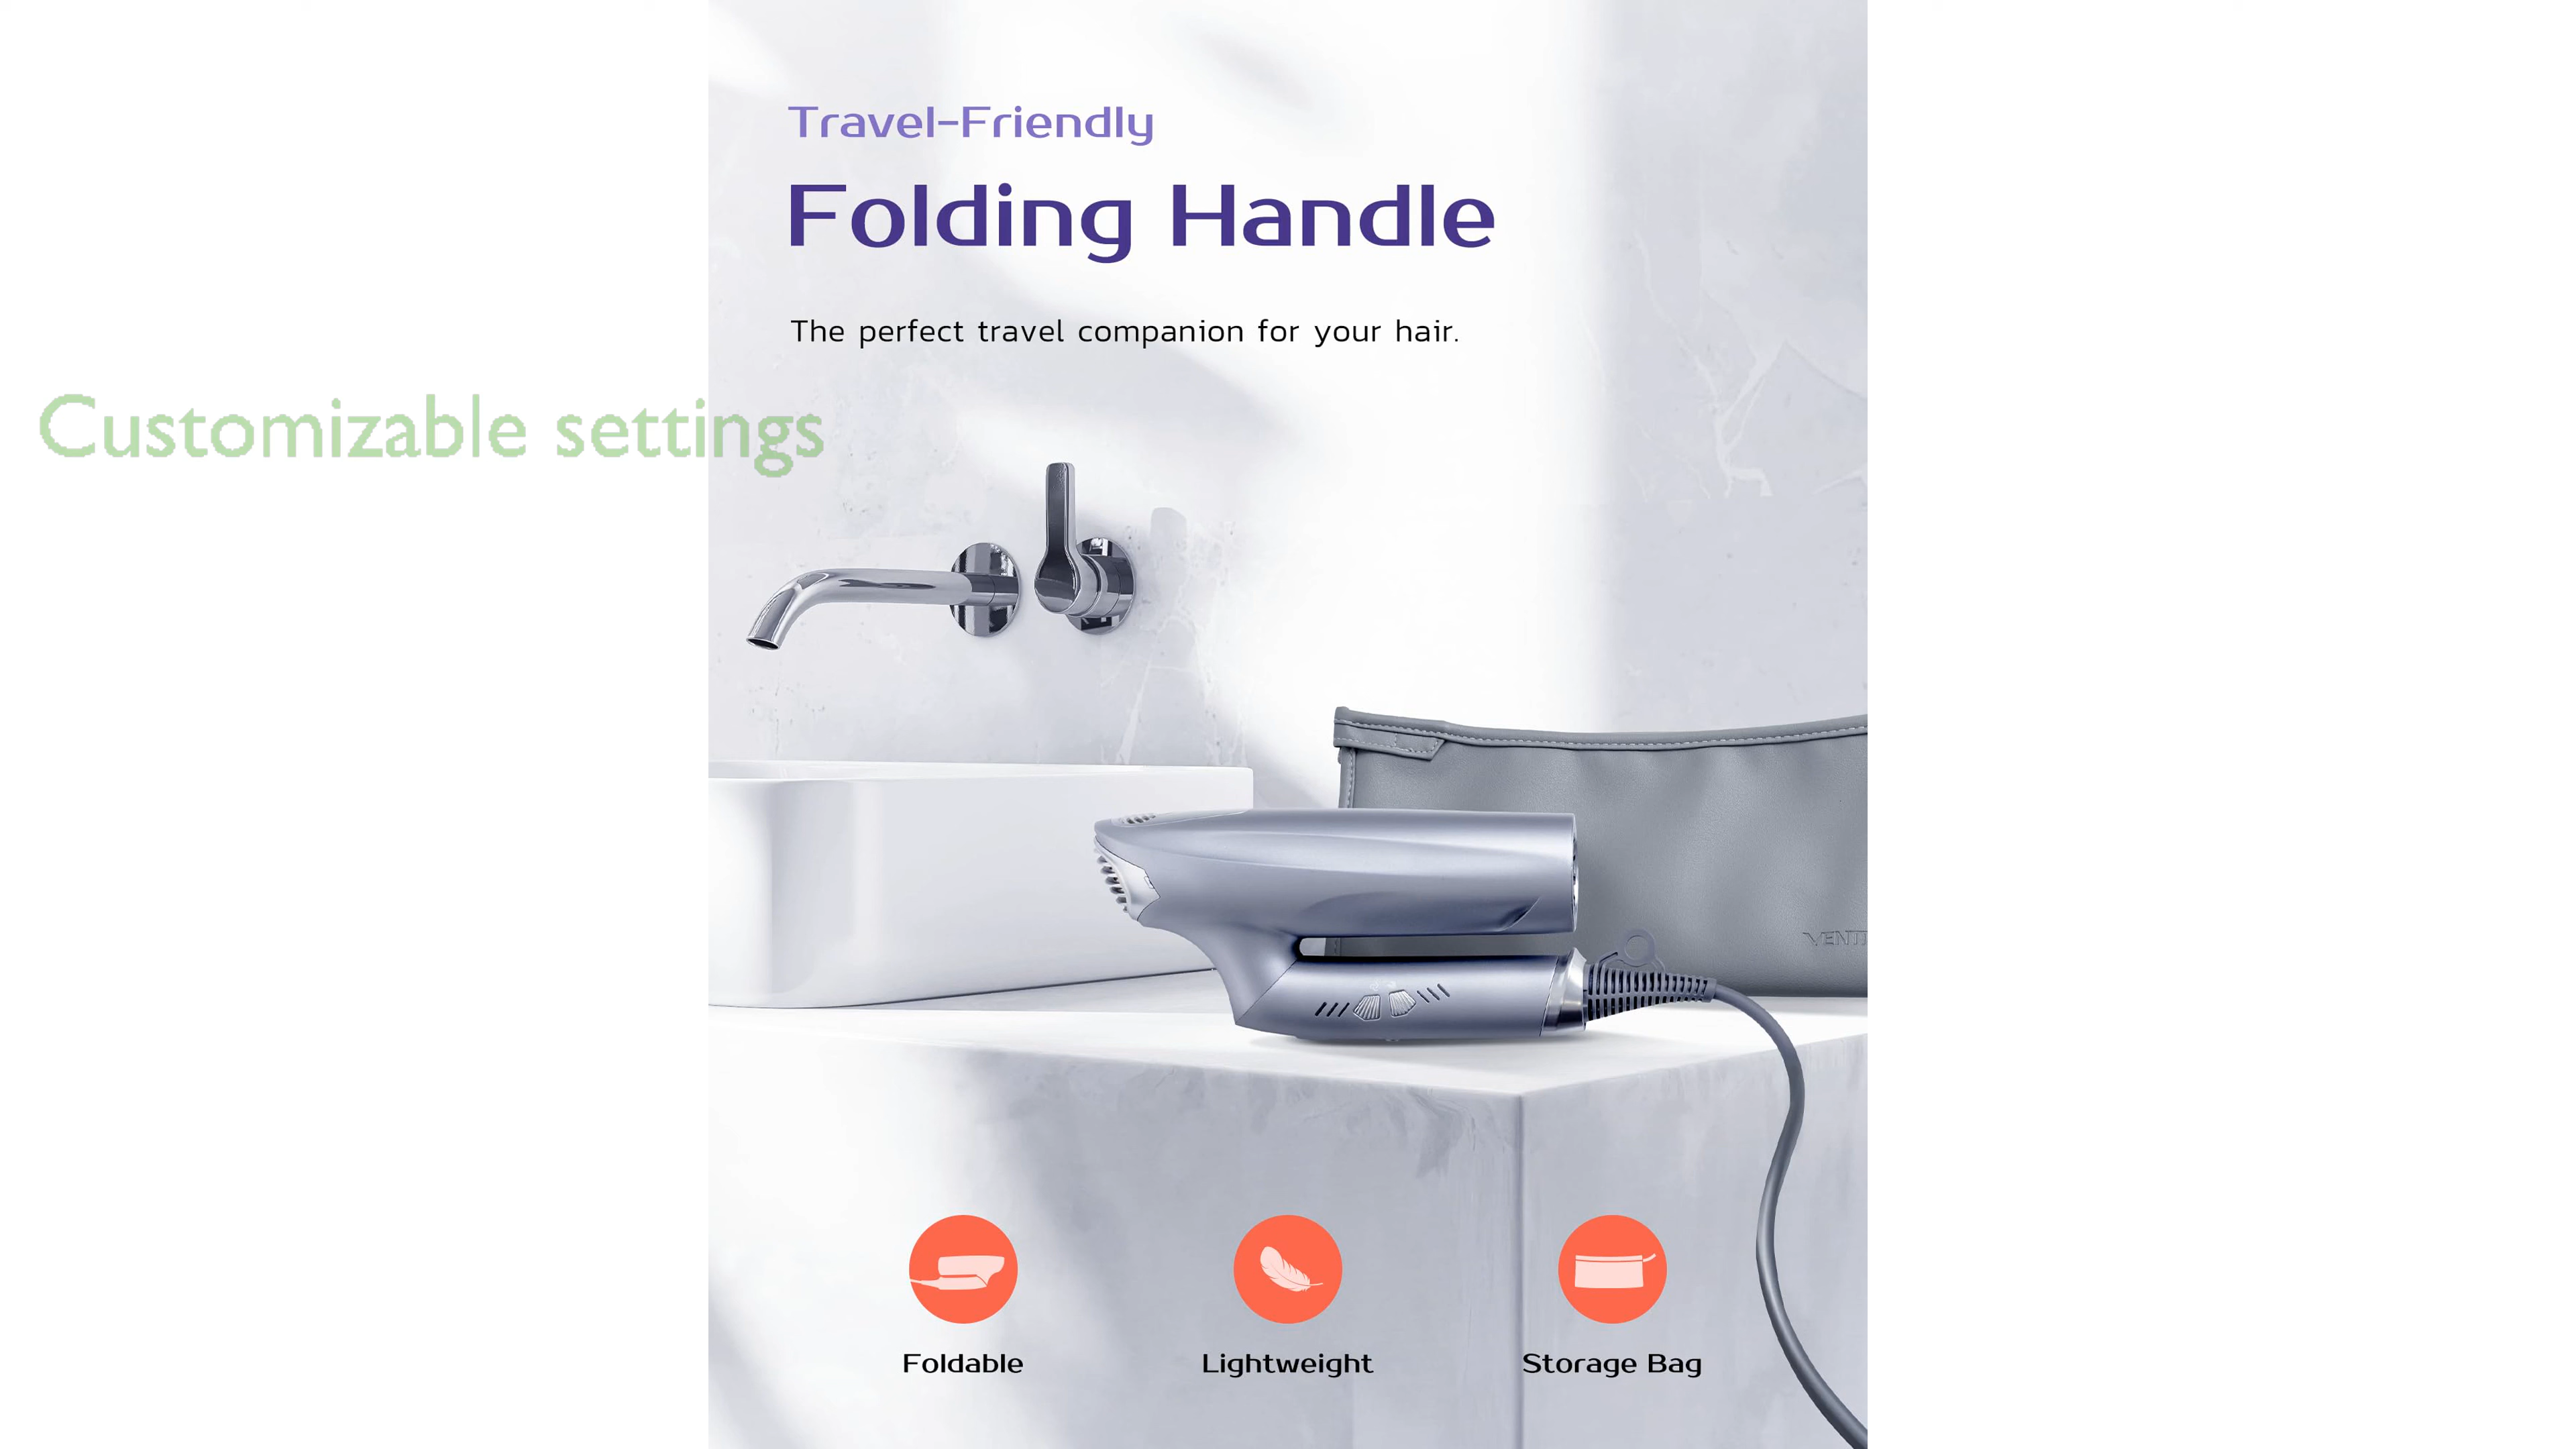 Travel-Friendly
Folding Handle
The perfect travel companion for your hair.
Customizable settings
Foldable
Lightweight
Storage Bag